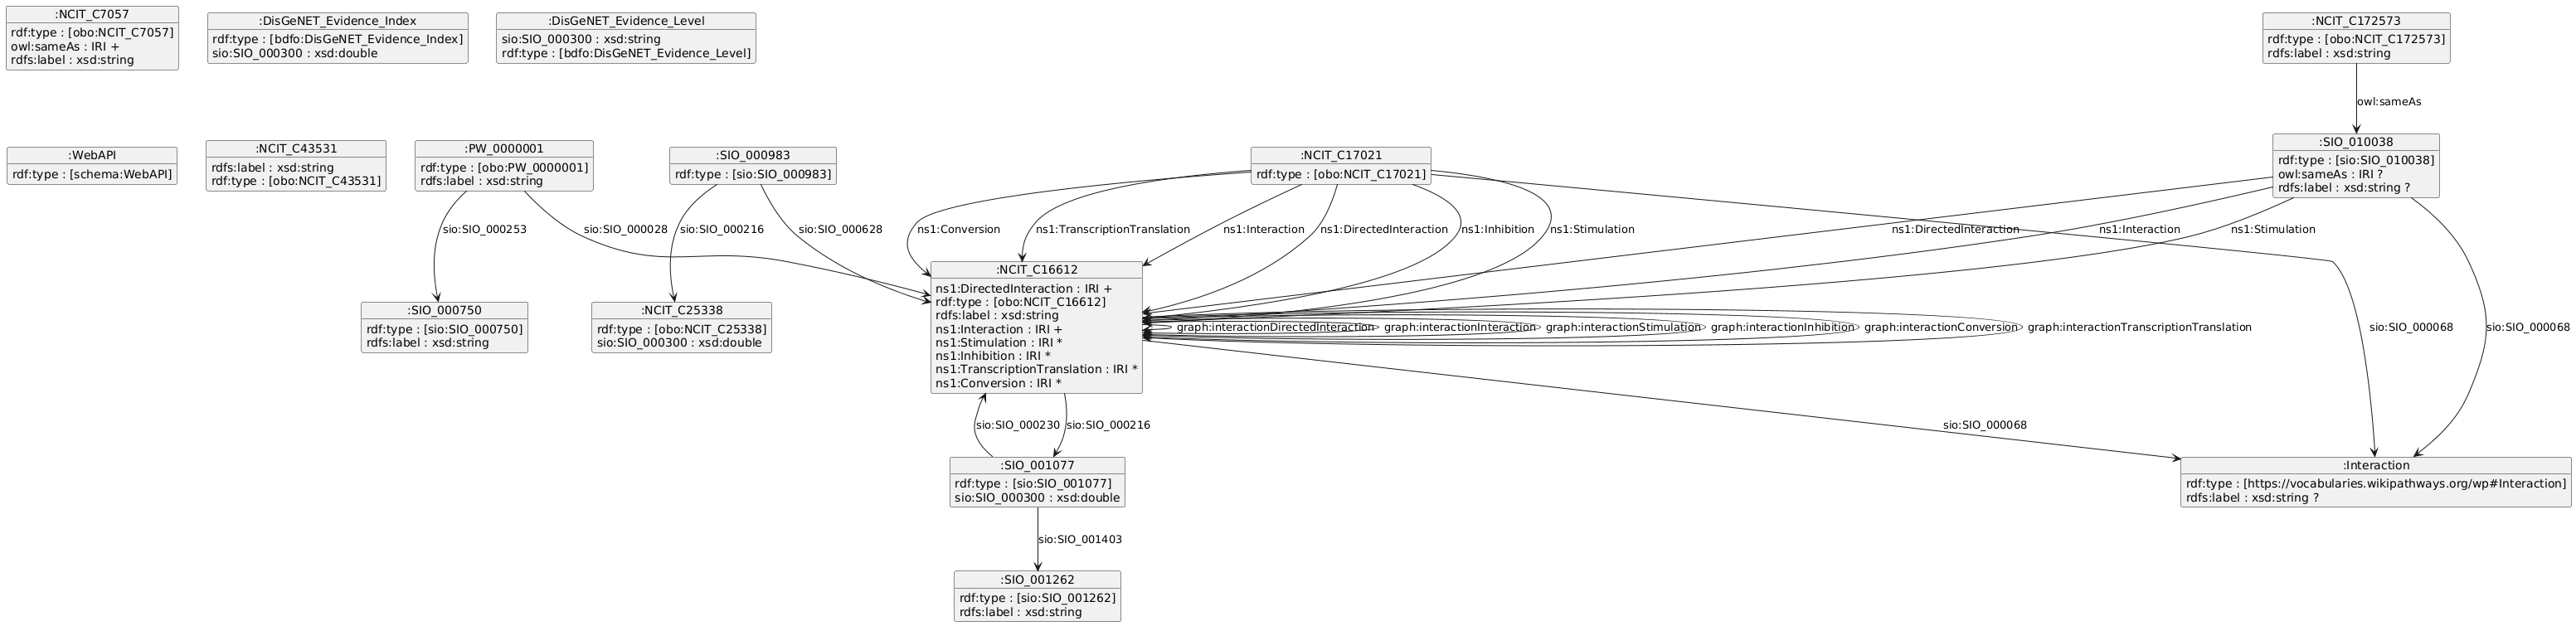 :NCIT_C7057
rdf:type : [obo:NCIT_C7057]
owl:sameAs : IRI +
rdfs:label : xsd:string
:DisGeNET_Evidence_Index
rdf:type : [bdfo:DisGeNET_Evidence_Index]
sio:SIO_000300 : xsd:double
:DisGeNET_Evidence_Level
sio:SIO_000300 : xsd:string
rdf:type : [bdfo:DisGeNET_Evidence_Level]
:NCIT_C172573
rdf:type : [obo:NCIT_C172573]
rdfs:label : xsd:string
owl:sameAs
:WebAPI
rdf:type : [schema:WebAPI]
:NCIT_C43531
rdfs:label : xsd:string
rdf:type : [obo:NCIT_C43531]
:PW_0000001
rdf:type : [obo:PW_0000001]
rdfs:label : xsd:string
:SIO_000983
rdf:type : [sio:SIO_000983]
:NCIT_C17021
rdf:type : [obo:NCIT_C17021]
:SIO_010038
rdf:type : [sio:SIO_010038]
owl:sameAs : IRI ?
rdfs:label : xsd:string ?
sio:SIO_000253
sio:SIO_000028
sio:SIO_000216
sio:SIO_000628
ns1:Conversion
ns1:TranscriptionTranslation
ns1:Interaction
ns1:DirectedInteraction
ns1:Inhibition
ns1:Stimulation
ns1:DirectedInteraction
ns1:Interaction
ns1:Stimulation
:SIO_000750
rdf:type : [sio:SIO_000750]
rdfs:label : xsd:string
:NCIT_C25338
rdf:type : [obo:NCIT_C25338]
sio:SIO_000300 : xsd:double
:NCIT_C16612
ns1:DirectedInteraction : IRI +
rdf:type : [obo:NCIT_C16612]
rdfs:label : xsd:string
ns1:Interaction : IRI +
ns1:Stimulation : IRI *
ns1:Inhibition : IRI *
ns1:TranscriptionTranslation : IRI *
ns1:Conversion : IRI *
graph:interactionDirectedInteraction
graph:interactionInteraction
graph:interactionStimulation
graph:interactionInhibition
graph:interactionConversion
graph:interactionTranscriptionTranslation
sio:SIO_000068
sio:SIO_000068
sio:SIO_000230
sio:SIO_000216
sio:SIO_000068
:SIO_001077
rdf:type : [sio:SIO_001077]
sio:SIO_000300 : xsd:double
:Interaction
rdf:type : [https://vocabularies.wikipathways.org/wp#Interaction]
rdfs:label : xsd:string ?
sio:SIO_001403
:SIO_001262
rdf:type : [sio:SIO_001262]
rdfs:label : xsd:string